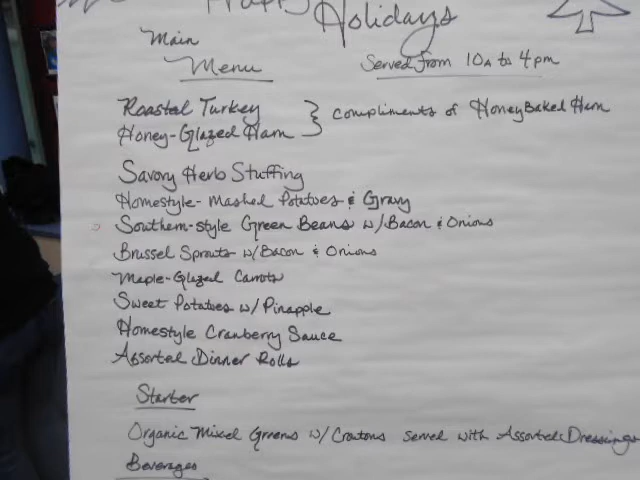 Happy Holidays
Main
Menu
Served from 10a to 4pm
Roasted Turkey
Honey-Glazed Ham
} compliments of HoneyBaked Ham
Savory Herb Stuffing
Homestyle-Mashed Potatoes & Gravy
Southern-style Green Beans w/Bacon & Onions
Brussel Sprouts w/Bacon & Onions
Maple-Glazed Carrots
Sweet Potatoes w/ Pineapple
Homestyle Cranberry Sauce
Assorted Dinner Rolls
Starter
Organic Mixed Greens w/ Croutons served with Assorted Dressings
Beverages